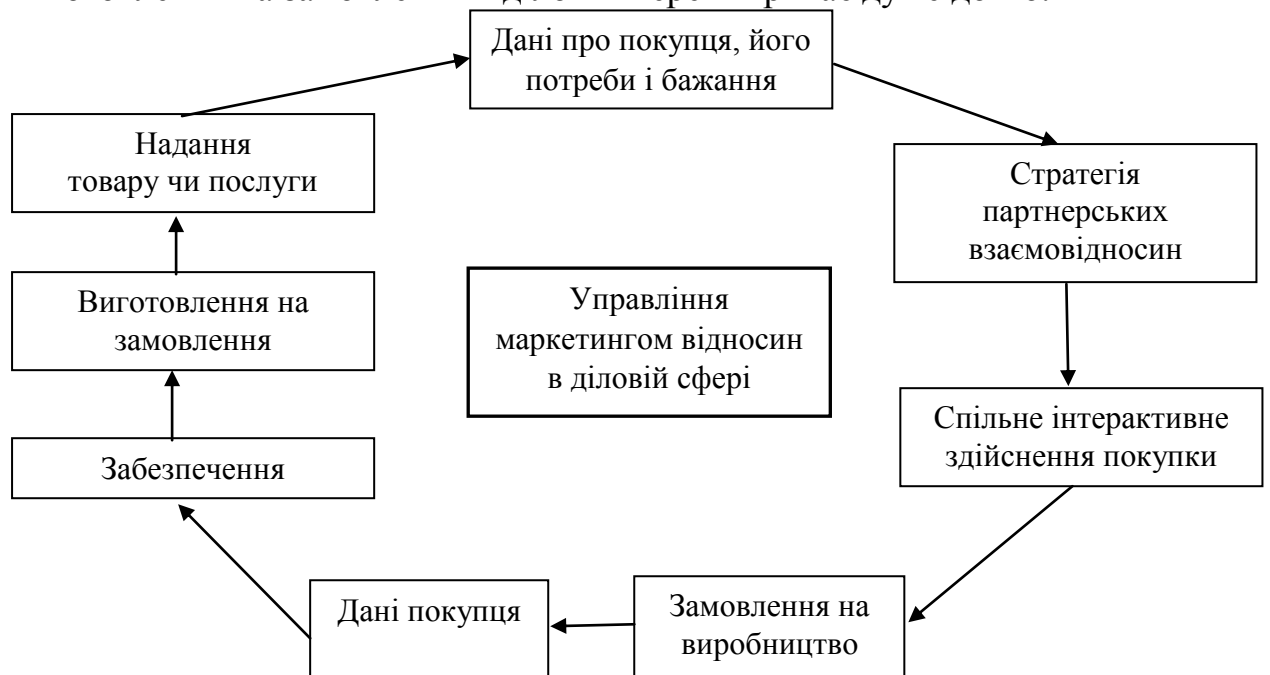 Дані про покупця, його
потреби і бажання
Надання
товару чи послуги
Стратегія
партнерських
взаємовідносин
Виготовлення на
замовлення
Управління
маркетингом відносин
в діловій сфері
Спільне інтерактивне
здійснення покупки
Забезпечення
Дані покупця
Замовлення на
виробництво